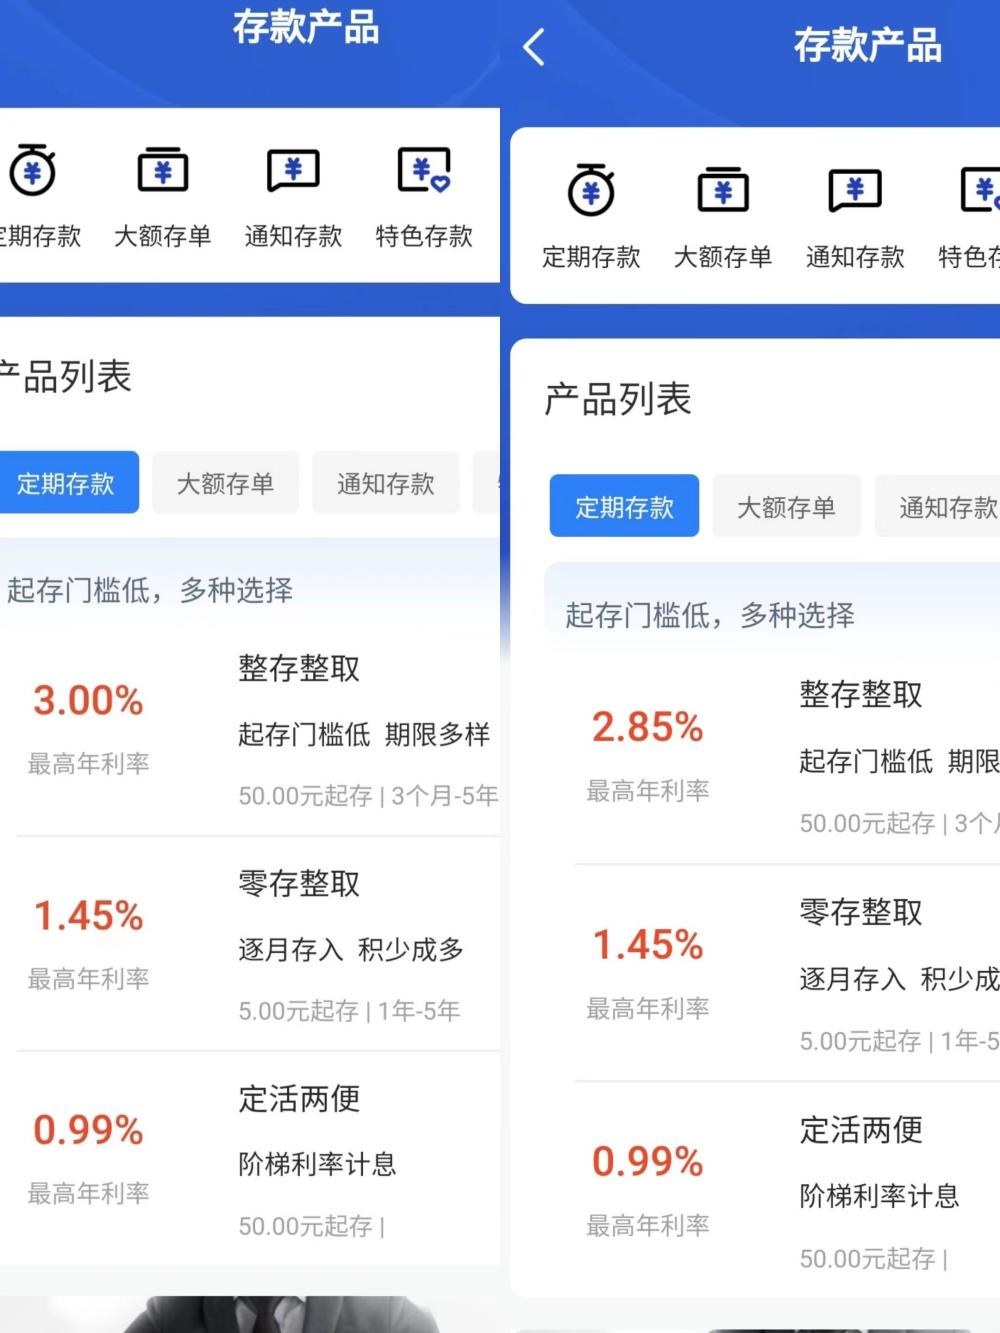 存款产品
定期存款 大额存单 通知存款 特色存款
产品列表
定期存款 大额存单 通知存款
起存门槛低，多种选择
3.00%
最高年利率
整存整取
起存门槛低 期限多样
50.00元起存 | 3个月-5年
1.45%
最高年利率
零存整取
逐月存入 积少成多
5.00元起存 | 1年-5年
0.99%
最高年利率
定活两便
阶梯利率计息
50.00元起存 |
存款产品
定期存款 大额存单 通知存款 特色存
产品列表
定期存款 大额存单 通知存款
起存门槛低，多种选择
2.85%
最高年利率
整存整取
起存门槛低 期限
50.00元起存 | 3个
1.45%
最高年利率
零存整取
逐月存入 积少成
5.00元起存 | 1年-5
0.99%
最高年利率
定活两便
阶梯利率计息
50.00元起存 |